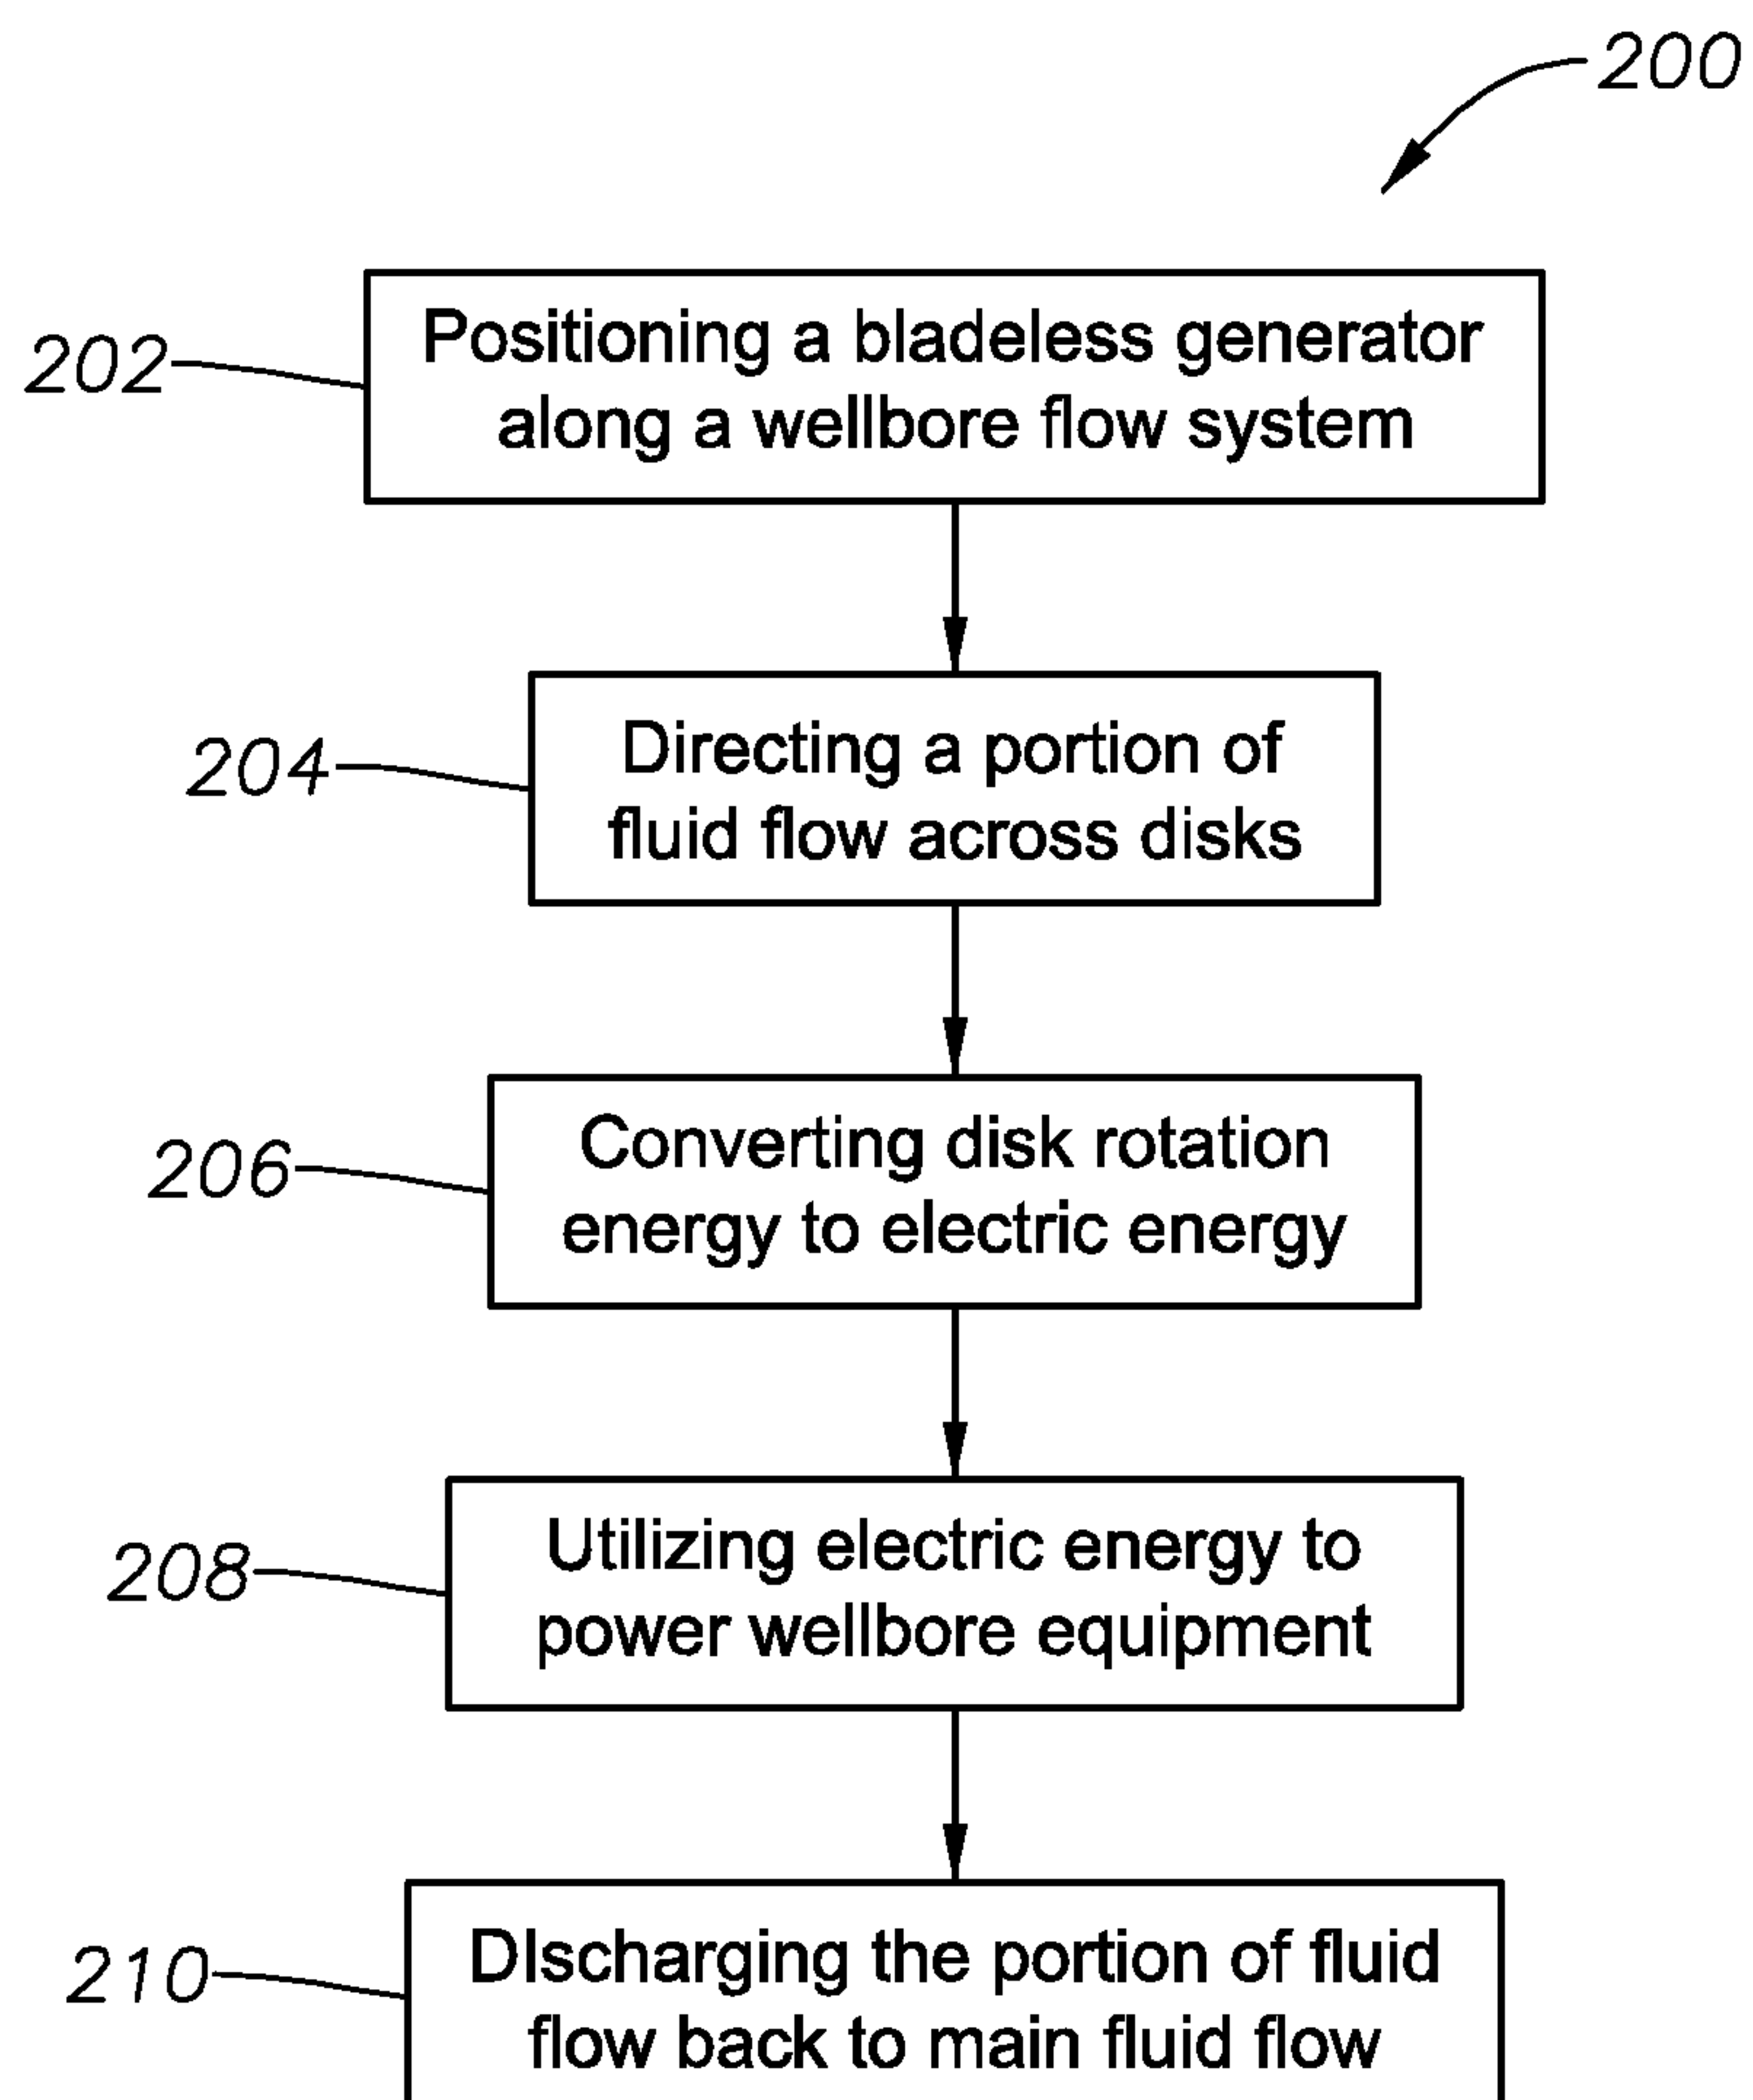 200
202
Positioning a bladeless generator
along a wellbore flow system
204
Directing a portion of
fluid flow across disks
206
Converting disk rotation
energy to electric energy
208
Utilizing electric energy to
power wellbore equipment
210
DIscharging the portion of fluid
flow back to main fluid flow